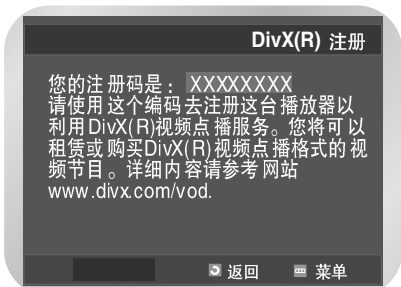 DivX(R) 注册
您的注册码是： XXXXXXXX
请使用这个编码去注册这台播放器以
利用DivX(R)视频点播服务。您将可以
租赁或购买DivX(R)视频点播格式的视
频节目。详细内容请参考网站
www.divx.com/vod.
返回 菜单